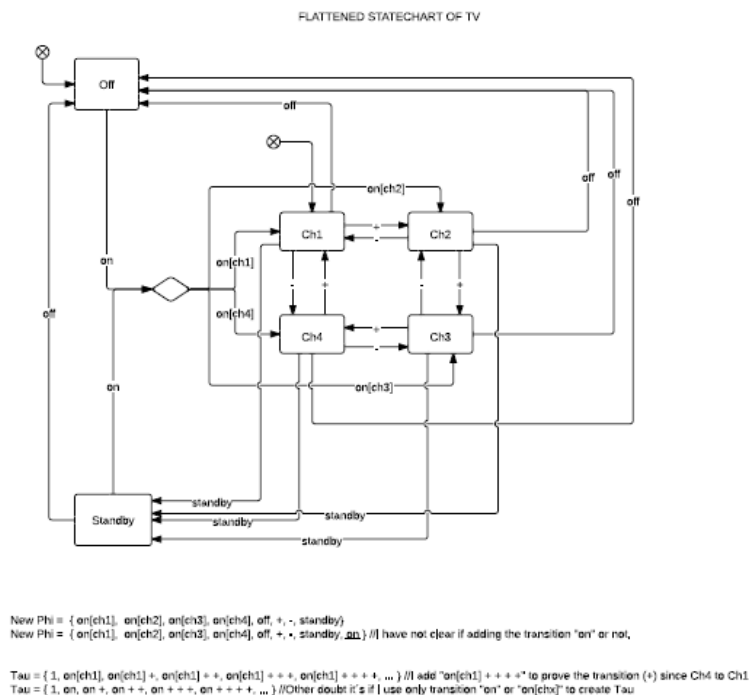 FLATTENED STATECHART OF TV
Off
off
on[ch2]
off
off
off
Ch1
+
-
Ch2
on
on[ch1]
-
+
-
+
on[ch4]
off
Ch4
+
-
Ch3
on
on[ch3]
standby
Standby
standby
standby
standby
New Phi = { on[ch1], on[ch2], on[ch3], on[ch4], off, +, -, standby}
New Phi = { on[ch1], on[ch2], on[ch3], on[ch4], off, +, -, standby, on } //I have not clear if adding the transition "on" or not,
Tau = { 1, on[ch1], on[ch1] +, on[ch1] + +, on[ch1] + + +, on[ch1] + + + +, ... } //I add "on[ch1] + + + +" to prove the transition (+) since Ch4 to Ch1
Tau = { 1, on, on +, on + +, on + + +, on + + + +, ... } //Other doubt it´s if I use only transition "on" or "on[chx]" to create Tau